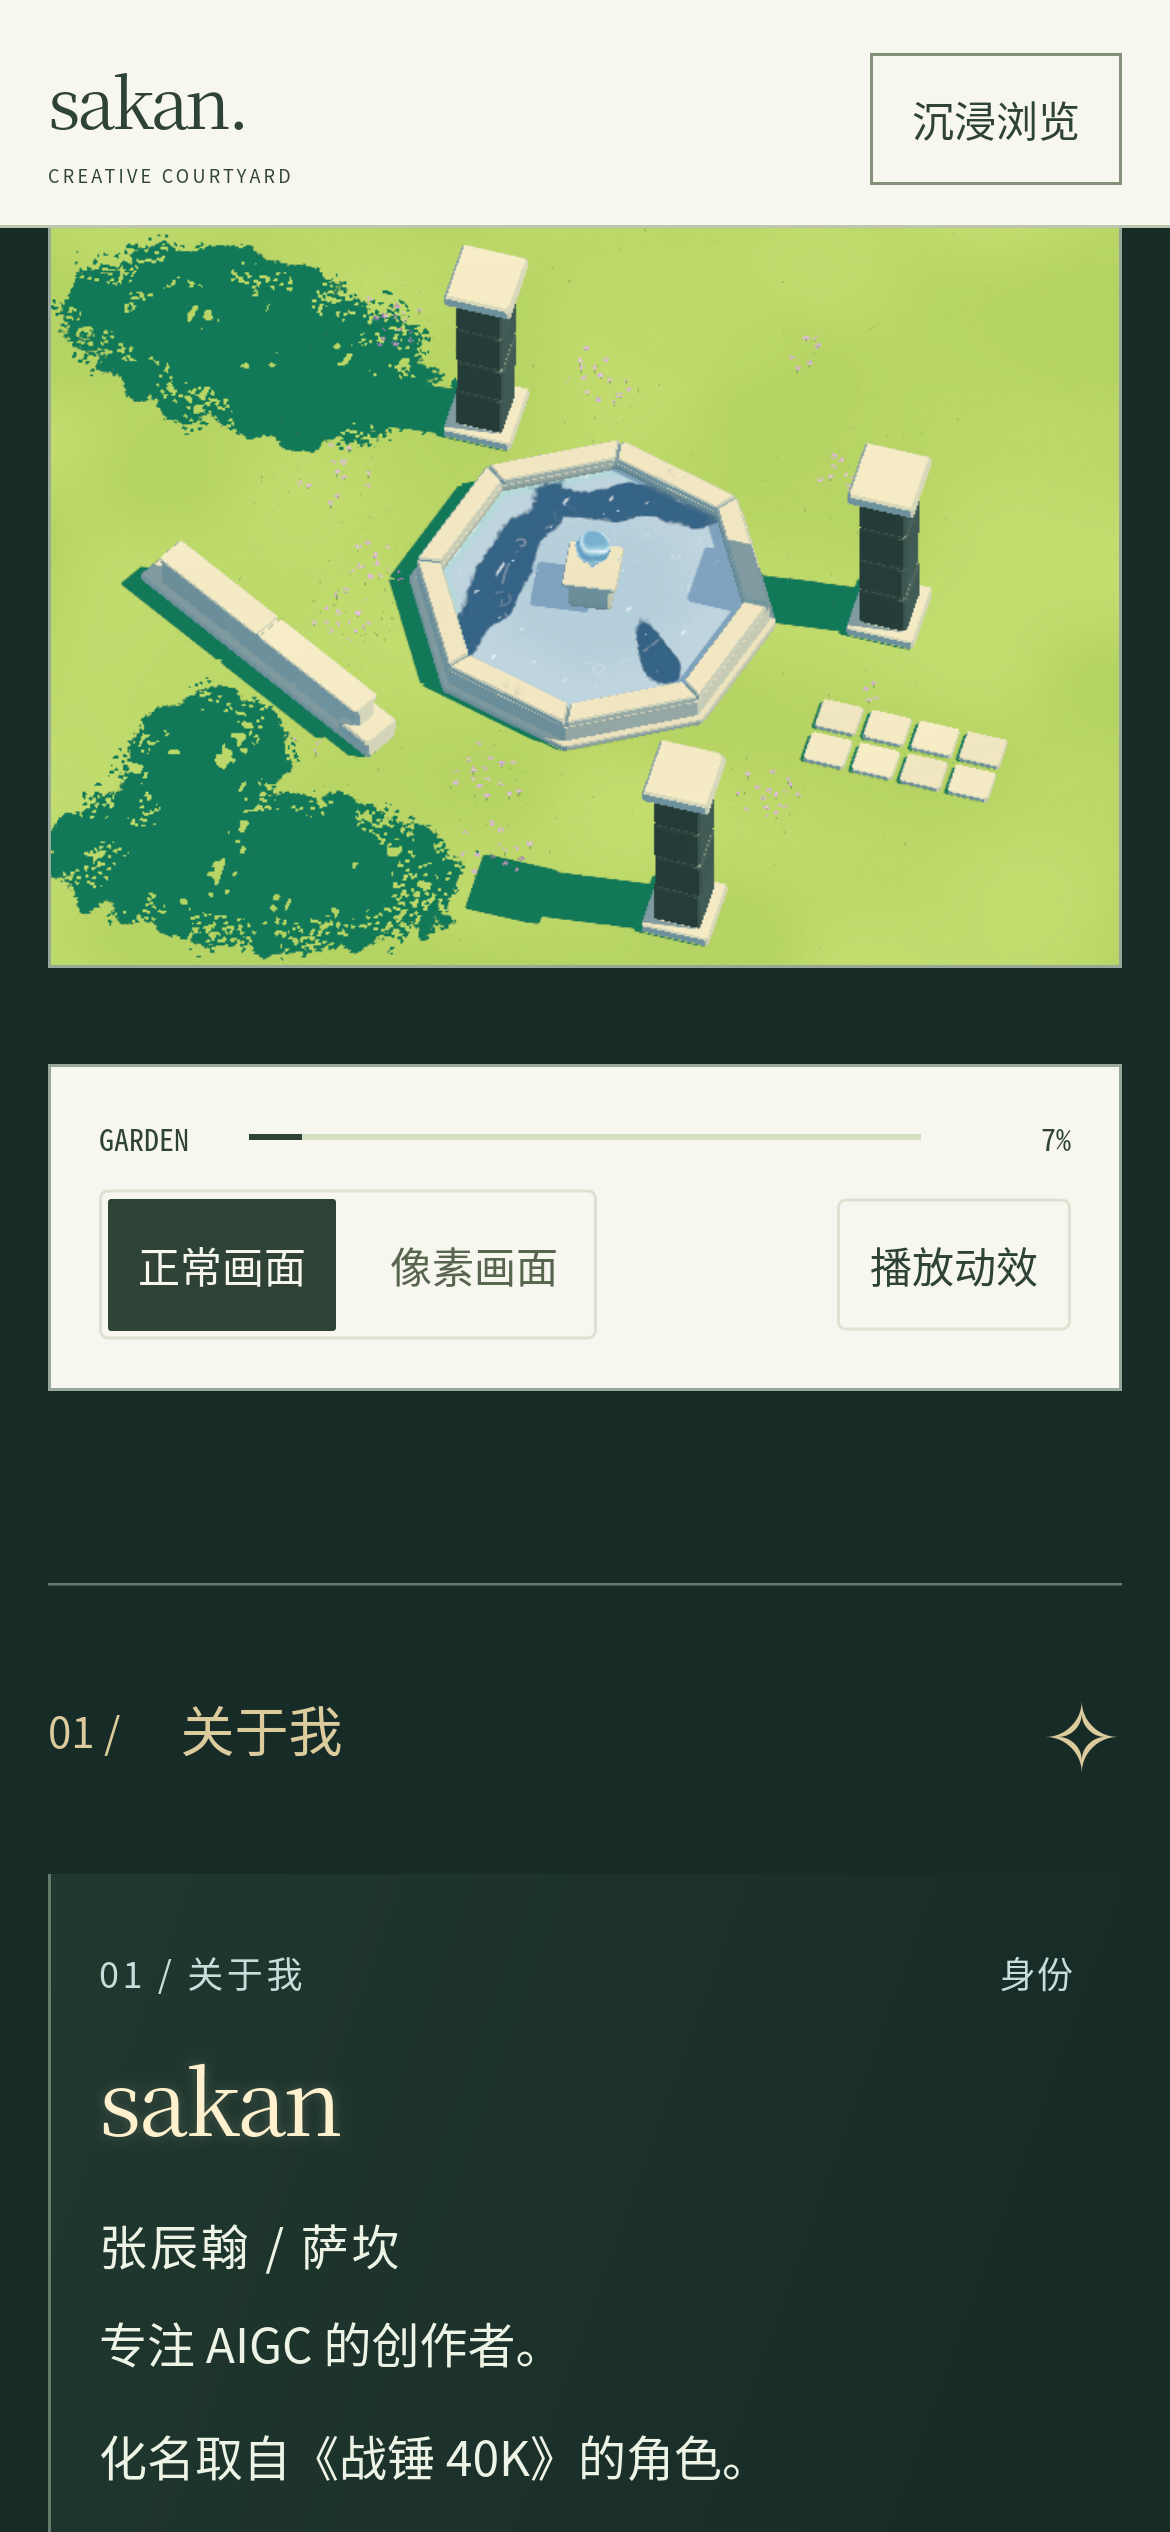 sakan.
CREATIVE COURTYARD
沉浸浏览
GARDEN 7%
正常画面 像素画面 播放动效
01 / 关于我
01 / 关于我 身份
sakan
张辰翰 / 萨坎
专注 AIGC 的创作者。
化名取自《战锤 40K》的角色。